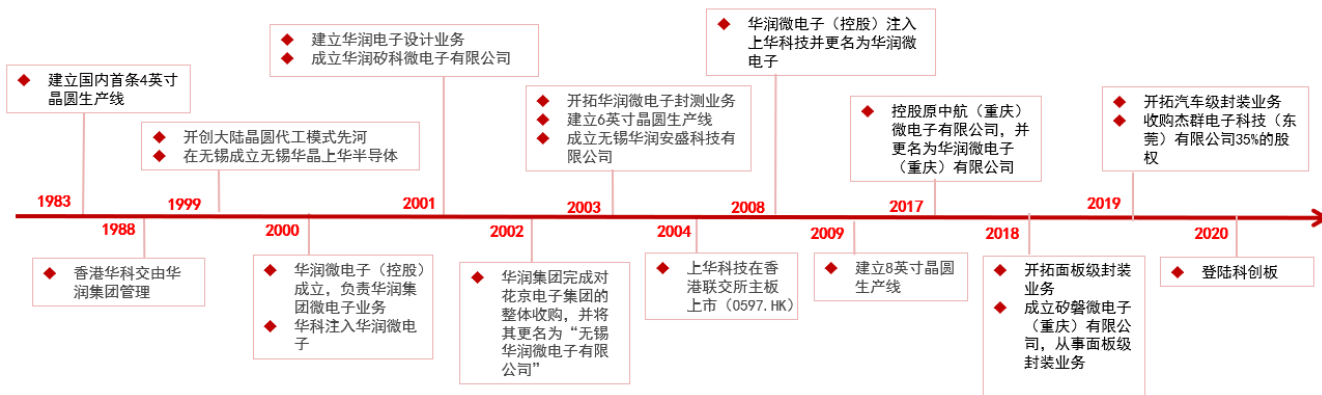 1983
建立国内首条4英寸
晶圆生产线
1988
香港华科交由华
润集团管理
1999
开创大陆晶圆代工模式先河
在无锡成立无锡华晶上华半导体
2000
华润微电子（控股）
成立，负责华润集
团微电子业务
华科注入华润微电
子
2001
建立华润电子设计业务
成立华润矽科微电子有限公司
2002
华润集团完成对
花京电子集团的
整体收购，并将
其更名为“无锡
华润微电子有限
公司”
2003
开拓华润微电子封测业务
建立6英寸晶圆生产线
成立无锡华润安盛科技有
限公司
2004
上华科技在香
港联交所主板
上市（0597.HK）
2008
华润微电子（控股）注入
上华科技并更名为华润微
电子
2009
建立8英寸晶圆
生产线
2017
控股原中航（重庆）
微电子有限公司，并
更名为华润微电子
（重庆）有限公司
2018
开拓面板级封装
业务
成立矽磐微电子
（重庆）有限公
司，从事面板级
封装业务
2019
开拓汽车级封装业务
收购杰群电子科技（东
莞）有限公司35%的股
权
2020
登陆科创板